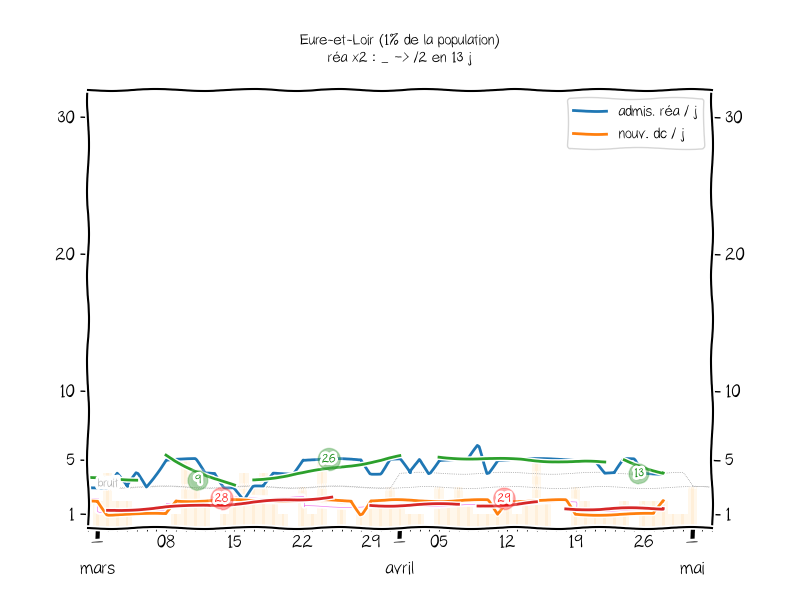 Eure-et-Loir (1% de la population)
réa x2 : _ -> /2 en 13 j
admis. réa / j
nouv. dc / j
30
30
20
20
10
10
5
5
1
1
bruit
9
28
26
29
13
08
15
22
29
05
12
19
26
mars
avril
mai